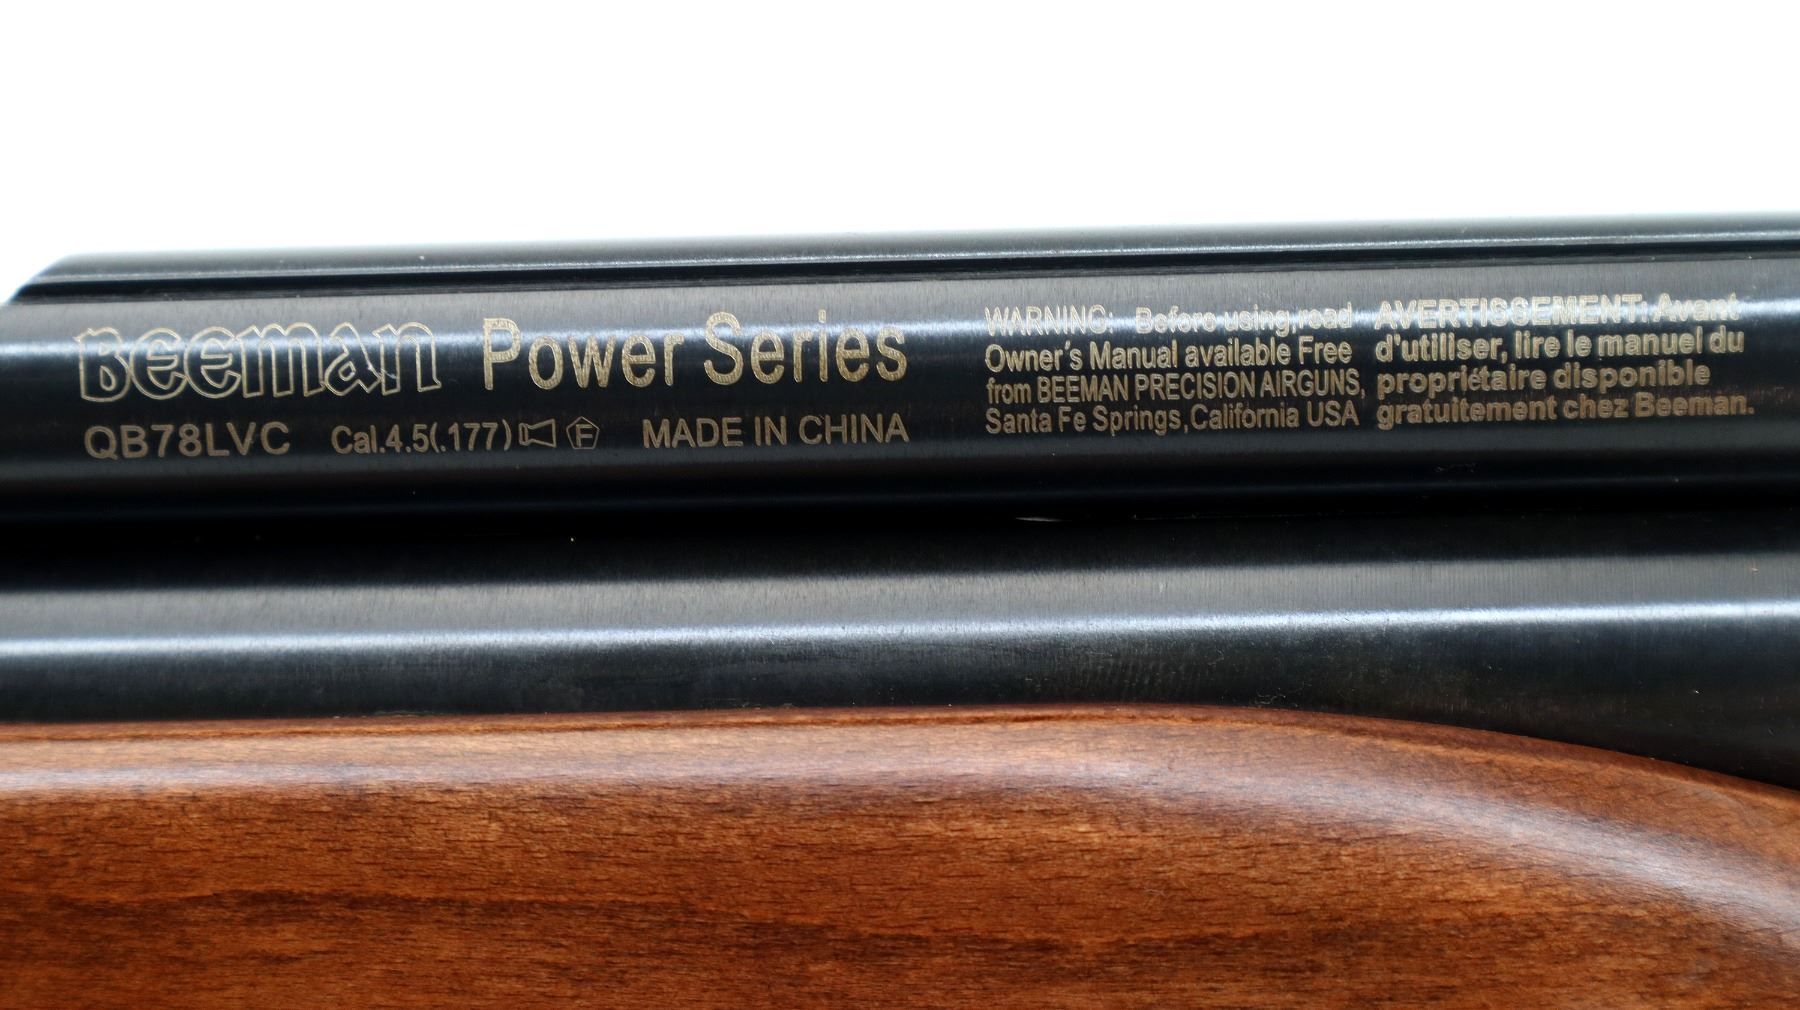 Beeman Power Series
QB78LVC Cal.4.5(.177) F MADE IN CHINA
WARNING: Before using,road
Owner's Manual available Free
from BEEMAN PRECISION AIRGUNS,
Santa Fe Springs,California USA
AVERTISSEMENT: Avant
d'utiliser, lire le manuel du
propriétaire disponible
gratuitement chez Beeman.